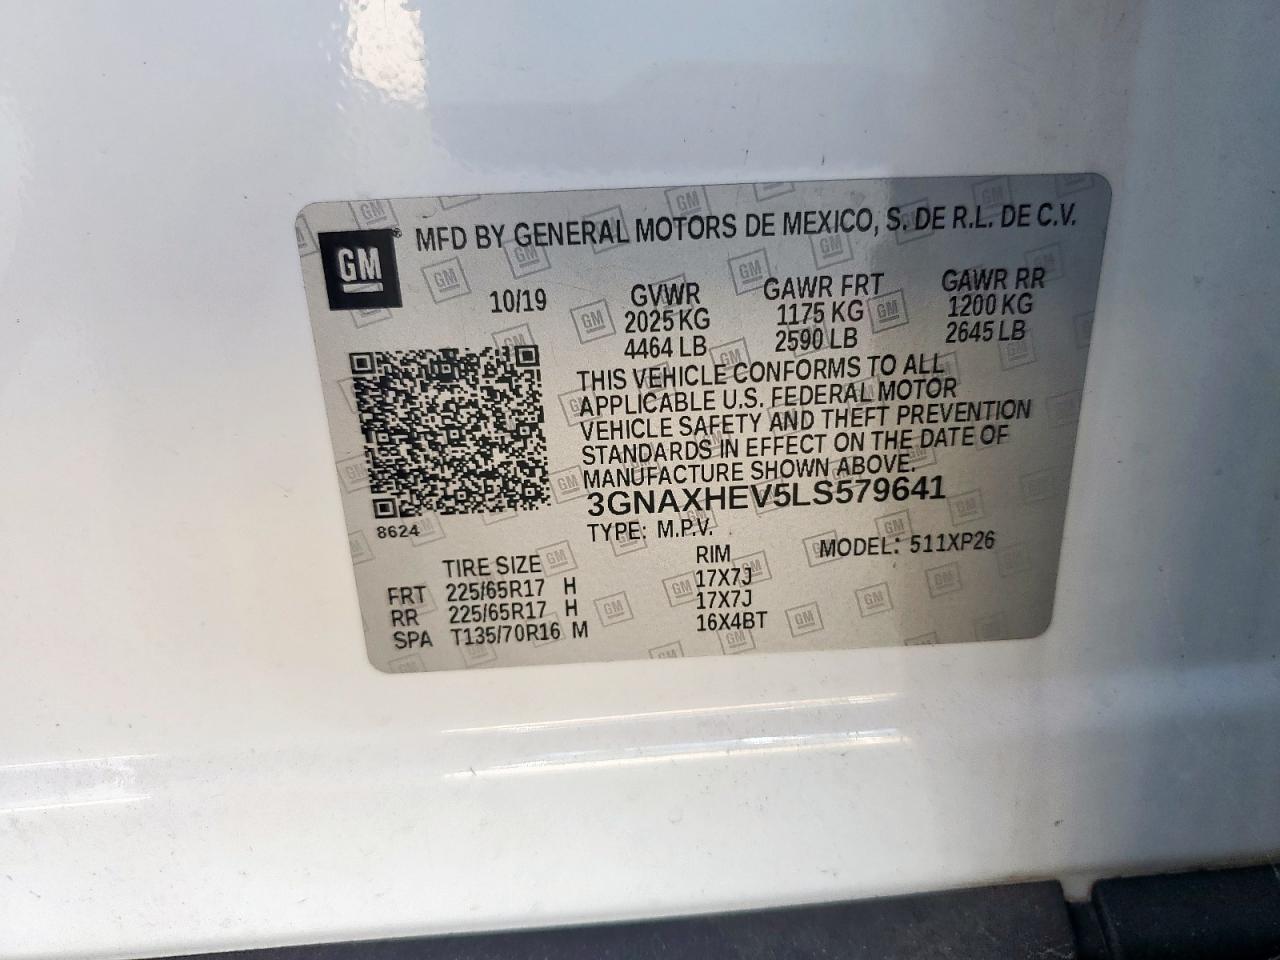 GM® MFD BY GENERAL MOTORS DE MEXICO, S. DE R.L. DE C.V.
10/19 GVWR GAWR FRT GAWR RR
2025 KG 1175 KG 1200 KG
4464 LB 2590 LB 2645 LB
THIS VEHICLE CONFORMS TO ALL
APPLICABLE U.S. FEDERAL MOTOR
VEHICLE SAFETY AND THEFT PREVENTION
STANDARDS IN EFFECT ON THE DATE OF
MANUFACTURE SHOWN ABOVE.
3GNAXHEV5LS579641
8624
TYPE: M.P.V. MODEL: 511XP26
TIRE SIZE RIM
FRT 225/65R17 H 17X7J
RR 225/65R17 H 17X7J
SPA T135/70R16 M 16X4BT